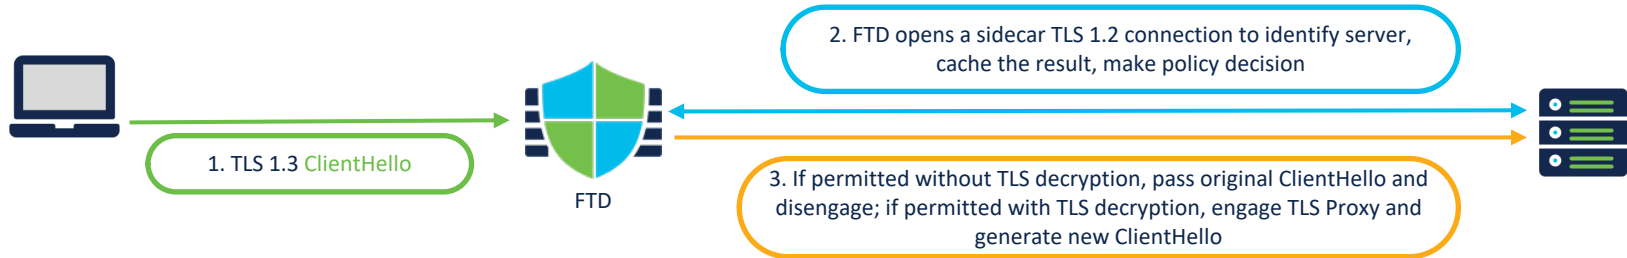 2. FTD opens a sidecar TLS 1.2 connection to identify server,
cache the result, make policy decision
1. TLS 1.3 ClientHello
FTD
3. If permitted without TLS decryption, pass original ClientHello and
disengage; if permitted with TLS decryption, engage TLS Proxy and
generate new ClientHello